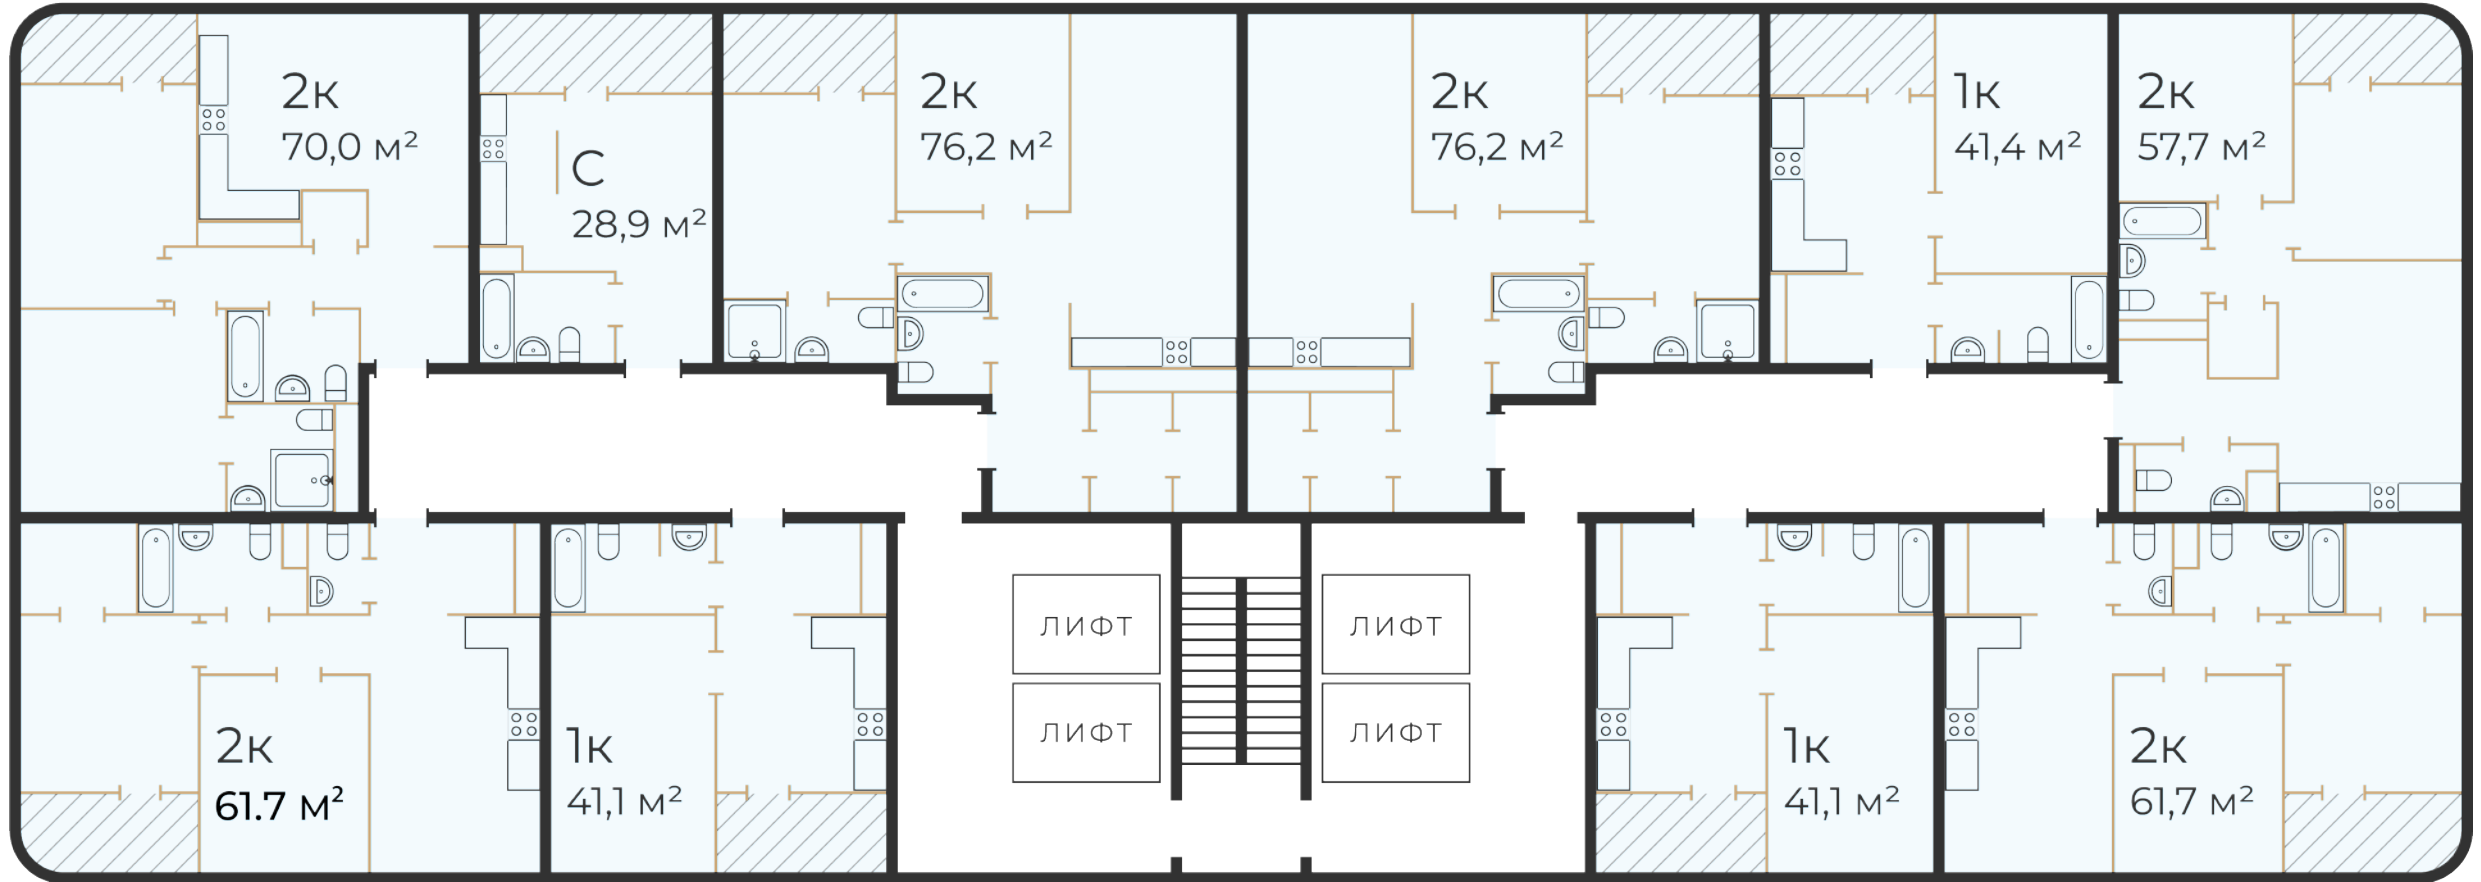 2к
70,0 м²
С
28,9 м²
2к
76,2 м²
2к
76,2 м²
1к
41,4 м²
2к
57,7 м²
ЛИФТ
ЛИФТ
ЛИФТ
ЛИФТ
2к
61.7 м²
1к
41,1 м²
1к
41,1 м²
2к
61,7 м²